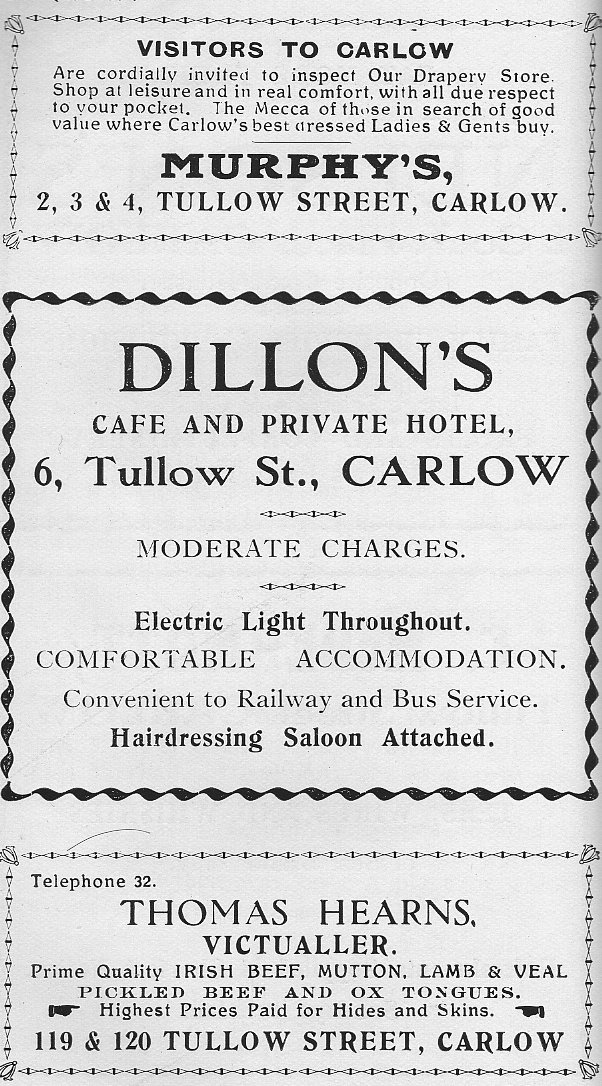 VISITORS TO CARLOW
Are cordially invited to inspect Our Drapery Store.
Shop at leisure and in real comfort, with all due respect
to your pocket. The Mecca of those in search of good
value where Carlow's best dressed Ladies & Gents buy.
MURPHY'S,
2, 3 & 4, TULLOW STREET, CARLOW.
DILLON'S
CAFE AND PRIVATE HOTEL,
6, Tullow St., CARLOW
MODERATE CHARGES.
Electric Light Throughout.
COMFORTABLE ACCOMMODATION.
Convenient to Railway and Bus Service.
Hairdressing Saloon Attached.
Telephone 32.
THOMAS HEARNS,
VICTUALLER.
Prime Quality IRISH BEEF, MUTTON, LAMB & VEAL
PICKLED BEEF AND OX TONGUES.
Highest Prices Paid for Hides and Skins.
119 & 120 TULLOW STREET, CARLOW